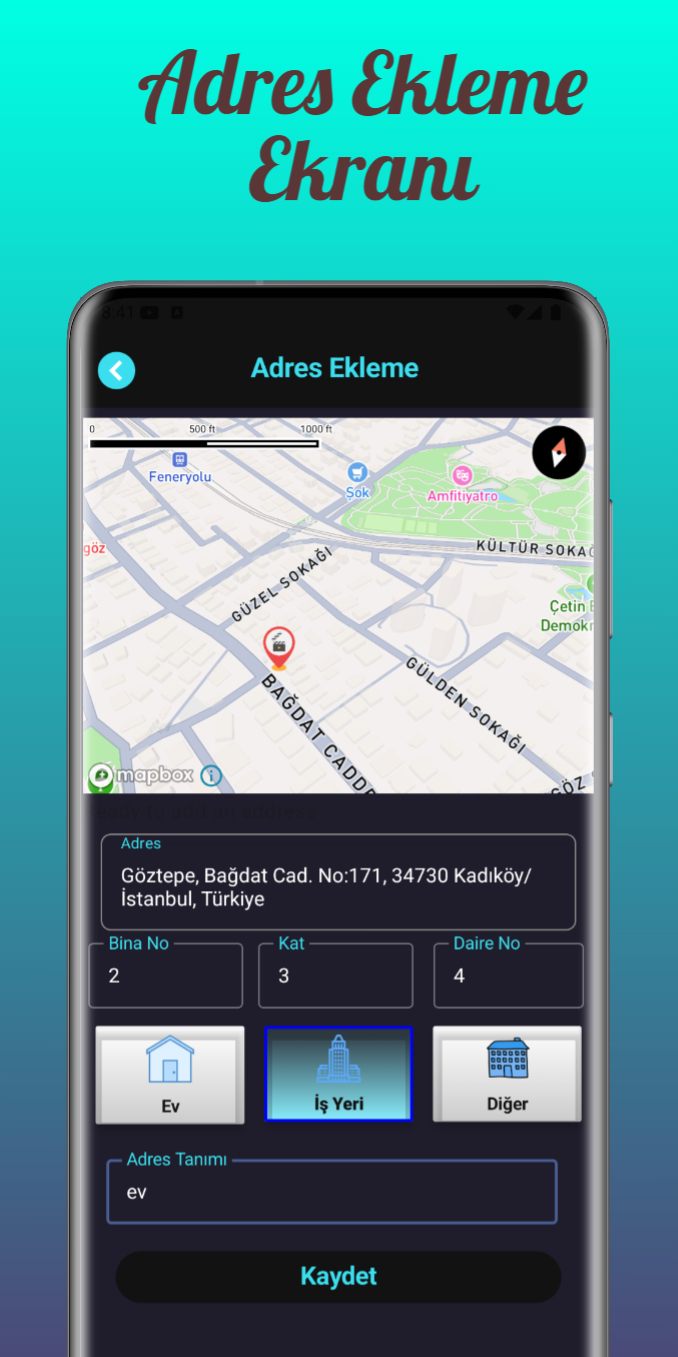 Adres Ekleme
Ekranı
8:41
Adres Ekleme
0 500 ft 1000 ft
Feneryolu
Şok
Amfitiyatro
göz
KÜLTÜR SOKAĞ
GÜZEL SOKAĞI
Çetin E
Demokr
GÜLDEN SOKAĞI
BAĞDAT CADDE
GÖZ S
mapbox
Adres
Göztepe, Bağdat Cad. No:171, 34730 Kadıköy/
İstanbul, Türkiye
Bina No Kat Daire No
2 3 4
Ev İş Yeri Diğer
Adres Tanımı
ev
Kaydet